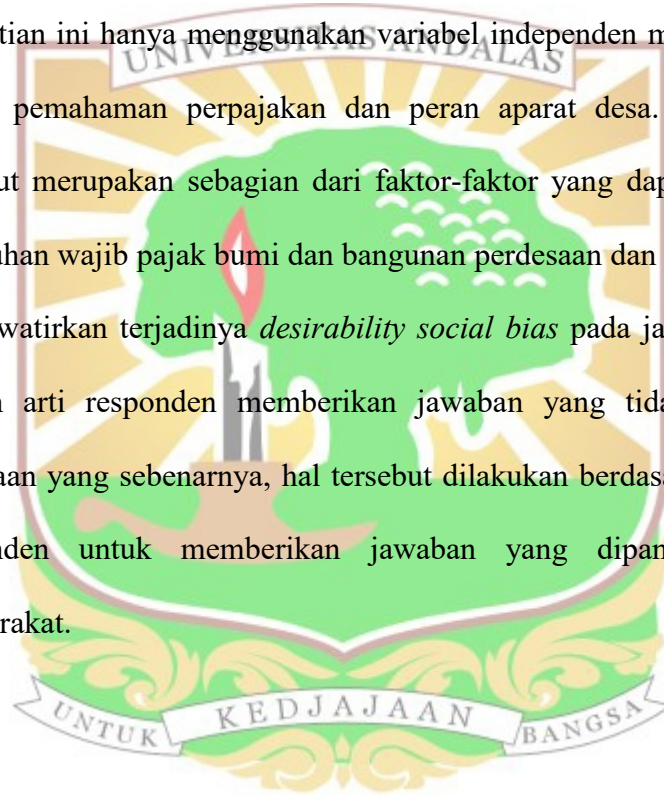 tian ini hanya menggunakan variabel independen m
UNIVERSITAS ANDALAS
pemahaman perpajakan dan peran aparat desa.
ut merupakan sebagian dari faktor-faktor yang dap
uhan wajib pajak bumi dan bangunan perdesaan dan
watirkan terjadinya desirability social bias pada ja
n arti responden memberikan jawaban yang tida
aan yang sebenarnya, hal tersebut dilakukan berdasa
nden untuk memberikan jawaban yang dipan
rakat.
UNTUK KEDJAJAAN BANGSA